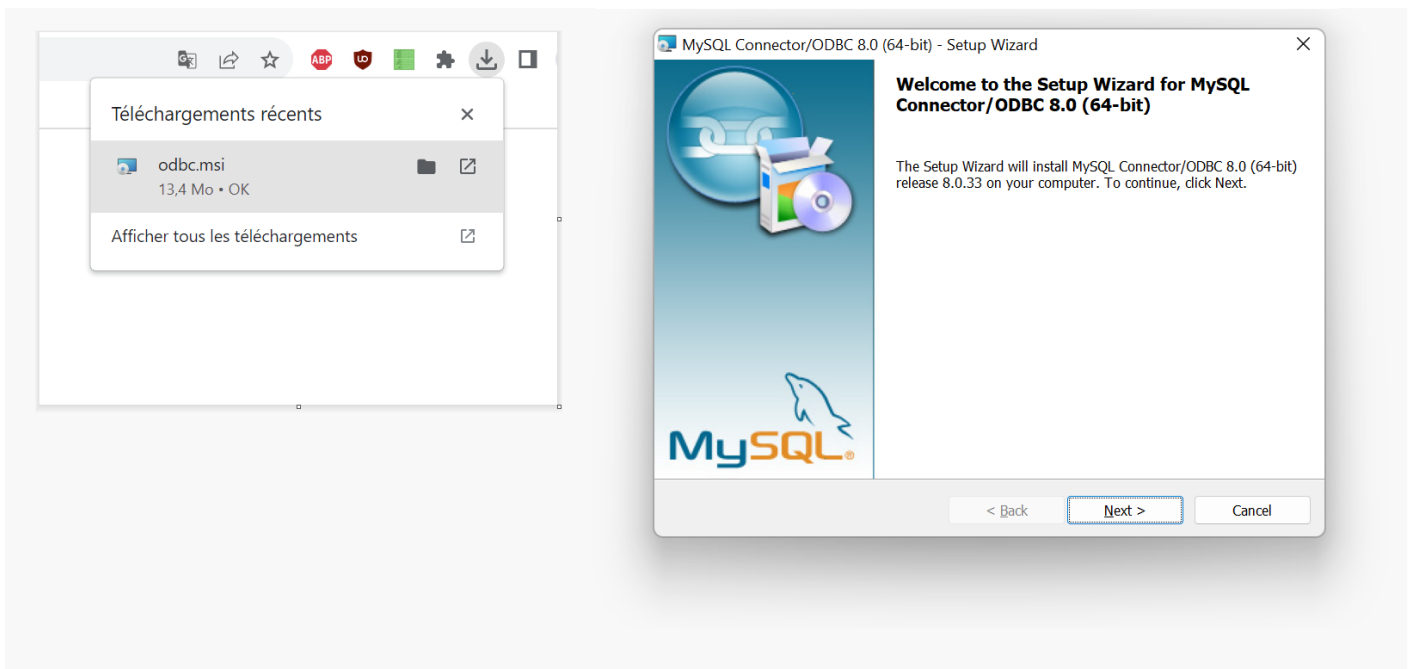 ABP
Téléchargements récents
odbc.msi
13,4 Mo • OK
Afficher tous les téléchargements
MySQL Connector/ODBC 8.0 (64-bit) - Setup Wizard
Welcome to the Setup Wizard for MySQL
Connector/ODBC 8.0 (64-bit)
The Setup Wizard will install MySQL Connector/ODBC 8.0 (64-bit)
release 8.0.33 on your computer. To continue, click Next.
MySQL®
< Back
Next >
Cancel